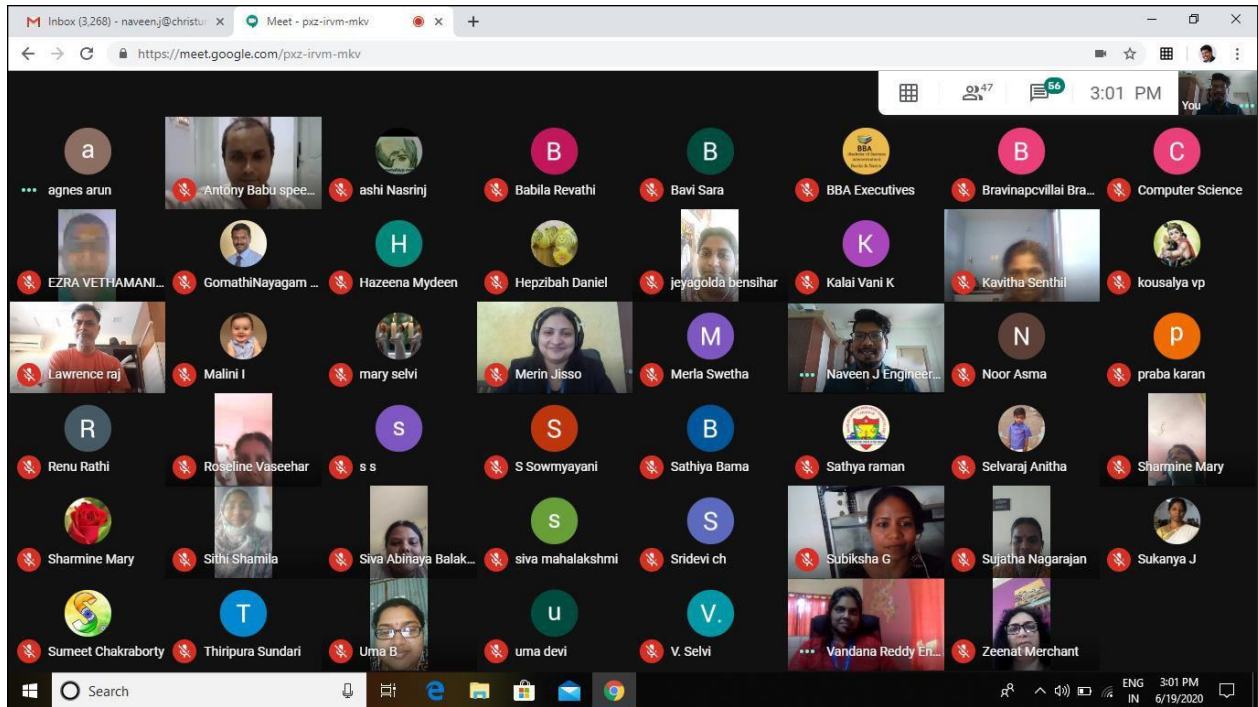 Inbox (3,268) - naveen.j@christun
Meet - pxz-irvm-mkv
https://meet.google.com/pxz-irvm-mkv
47
56
3:01 PM
You
a
B
B
BBA
B
C
agnes arun
Antony Babu spee...
ashi Nasrinj
Babila Revathi
Bavi Sara
BBA Executives
Bravinapcvillai Bra...
Computer Science
H
K
EZRA VETHAMANI...
GomathiNayagam ...
Hazeena Mydeen
Hepzibah Daniel
jeyagolda bensihar
Kalai Vani K
Kavitha Senthil
kousalya vp
M
N
p
Lawrence raj
Malini I
mary selvi
Merin Jisso
Merla Swetha
Naveen J Engineer...
Noor Asma
praba karan
R
s
S
B
Renu Rathi
Roseline Vaseehar
s s
S Sowmyayani
Sathiya Bama
Sathya raman
Selvaraj Anitha
Sharmine Mary
s
S
Sharmine Mary
Sithi Shamila
Siva Abinaya Balak...
siva mahalakshmi
Sridevi ch
Subiksha G
Sujatha Nagarajan
Sukanya J
S
T
u
V.
Sumeet Chakraborty
Thiripura Sundari
Uma B
uma devi
V. Selvi
Vandana Reddy En...
Zeenat Merchant
Search
ENG
IN
3:01 PM
6/19/2020